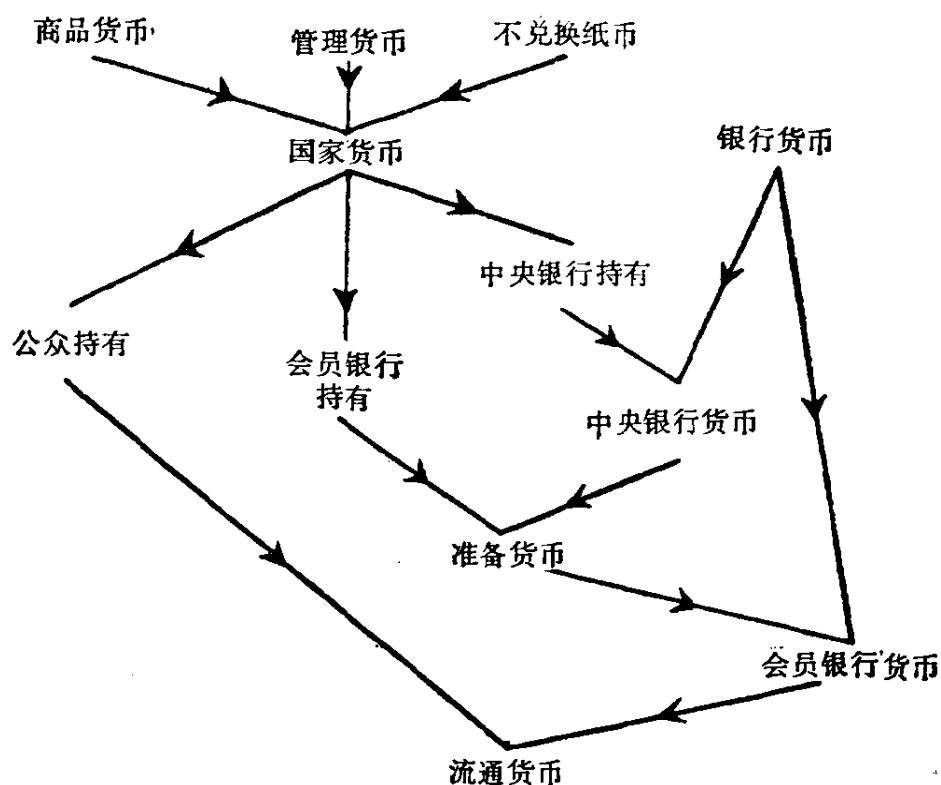 商品货币
管理货币
不兑换纸币
国家货币
银行货币
中央银行持有
公众持有
会员银行
持有
中央银行货币
准备货币
会员银行货币
流通货币